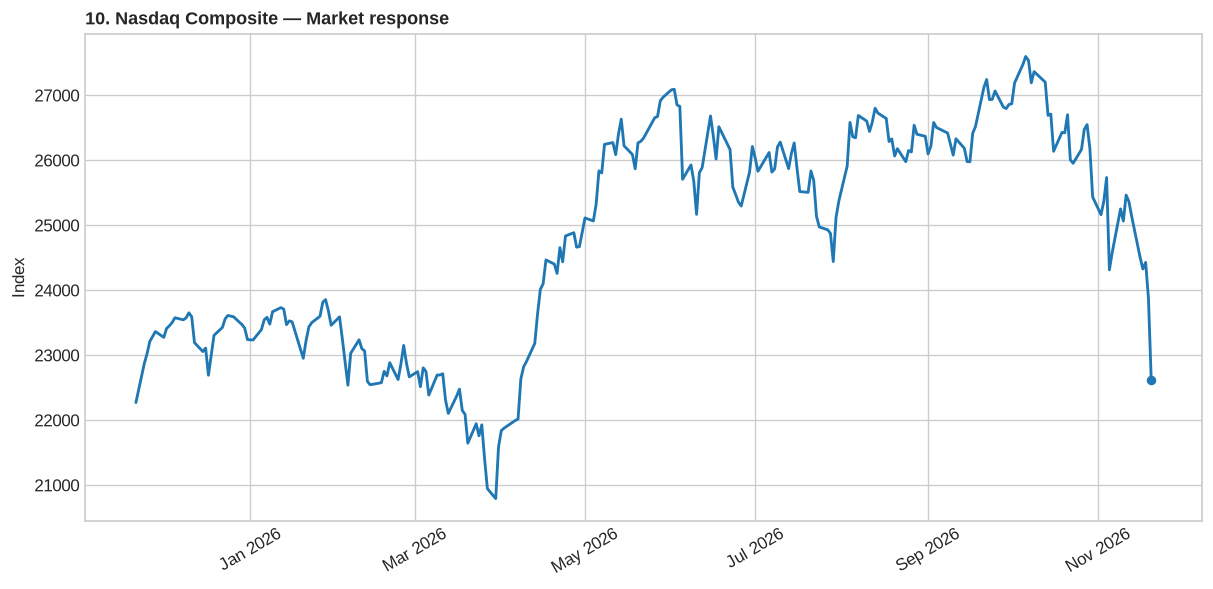 10. Nasdaq Composite — Market response
Index
27000
26000
25000
24000
23000
22000
21000
Jan 2026
Mar 2026
May 2026
Jul 2026
Sep 2026
Nov 2026